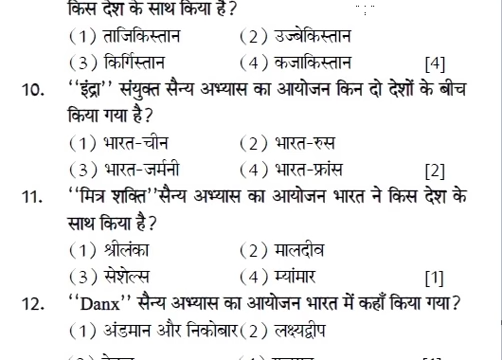 किस देश के साथ किया है?
(1) ताजिकिस्तान (2) उज्बेकिस्तान
(3) किर्गिस्तान (4) कजाकिस्तान [4]
10. ‘‘इंद्रा’’ संयुक्त सैन्य अभ्यास का आयोजन किन दो देशों के बीच
किया गया है?
(1) भारत-चीन (2) भारत-रुस
(3) भारत-जर्मनी (4) भारत-फ्रांस [2]
11. ‘‘मित्र शक्ति’’सैन्य अभ्यास का आयोजन भारत ने किस देश के
साथ किया है?
(1) श्रीलंका (2) मालदीव
(3) सेशेल्स (4) म्यांमार [1]
12. ‘‘Danx’’ सैन्य अभ्यास का आयोजन भारत में कहाँ किया गया?
(1) अंडमान और निकोबार(2) लक्ष्यद्वीप